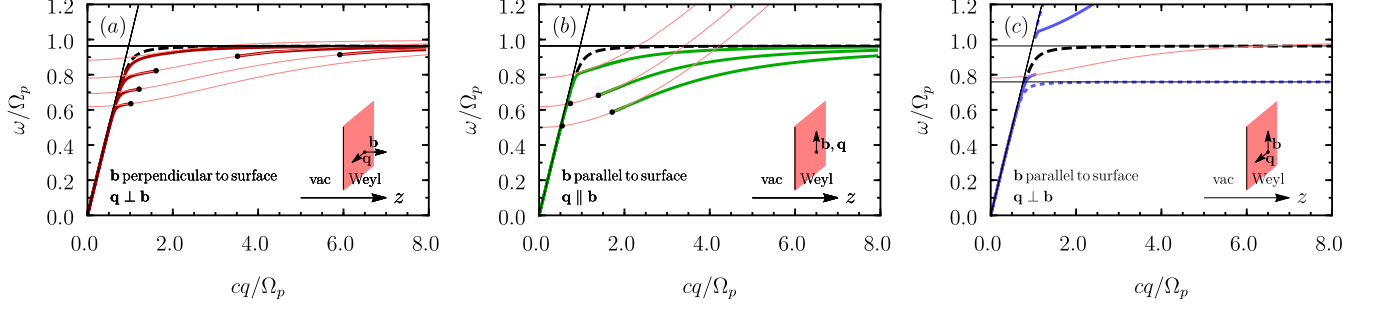 (a)
ω/Ω_p
1.2
1.0
0.8
0.6
0.4
0.2
0.0
b
q
b perpendicular to surface
q ⊥ b
vac
Weyl
z
0.0
2.0
4.0
6.0
8.0
cq/Ω_p
(b)
ω/Ω_p
1.2
1.0
0.8
0.6
0.4
0.2
0.0
b, q
b parallel to surface
q ∥ b
vac
Weyl
z
0.0
2.0
4.0
6.0
8.0
cq/Ω_p
(c)
ω/Ω_p
1.2
1.0
0.8
0.6
0.4
0.2
0.0
b
q
b parallel to surface
q ⊥ b
vac
Weyl
z
0.0
2.0
4.0
6.0
8.0
cq/Ω_p